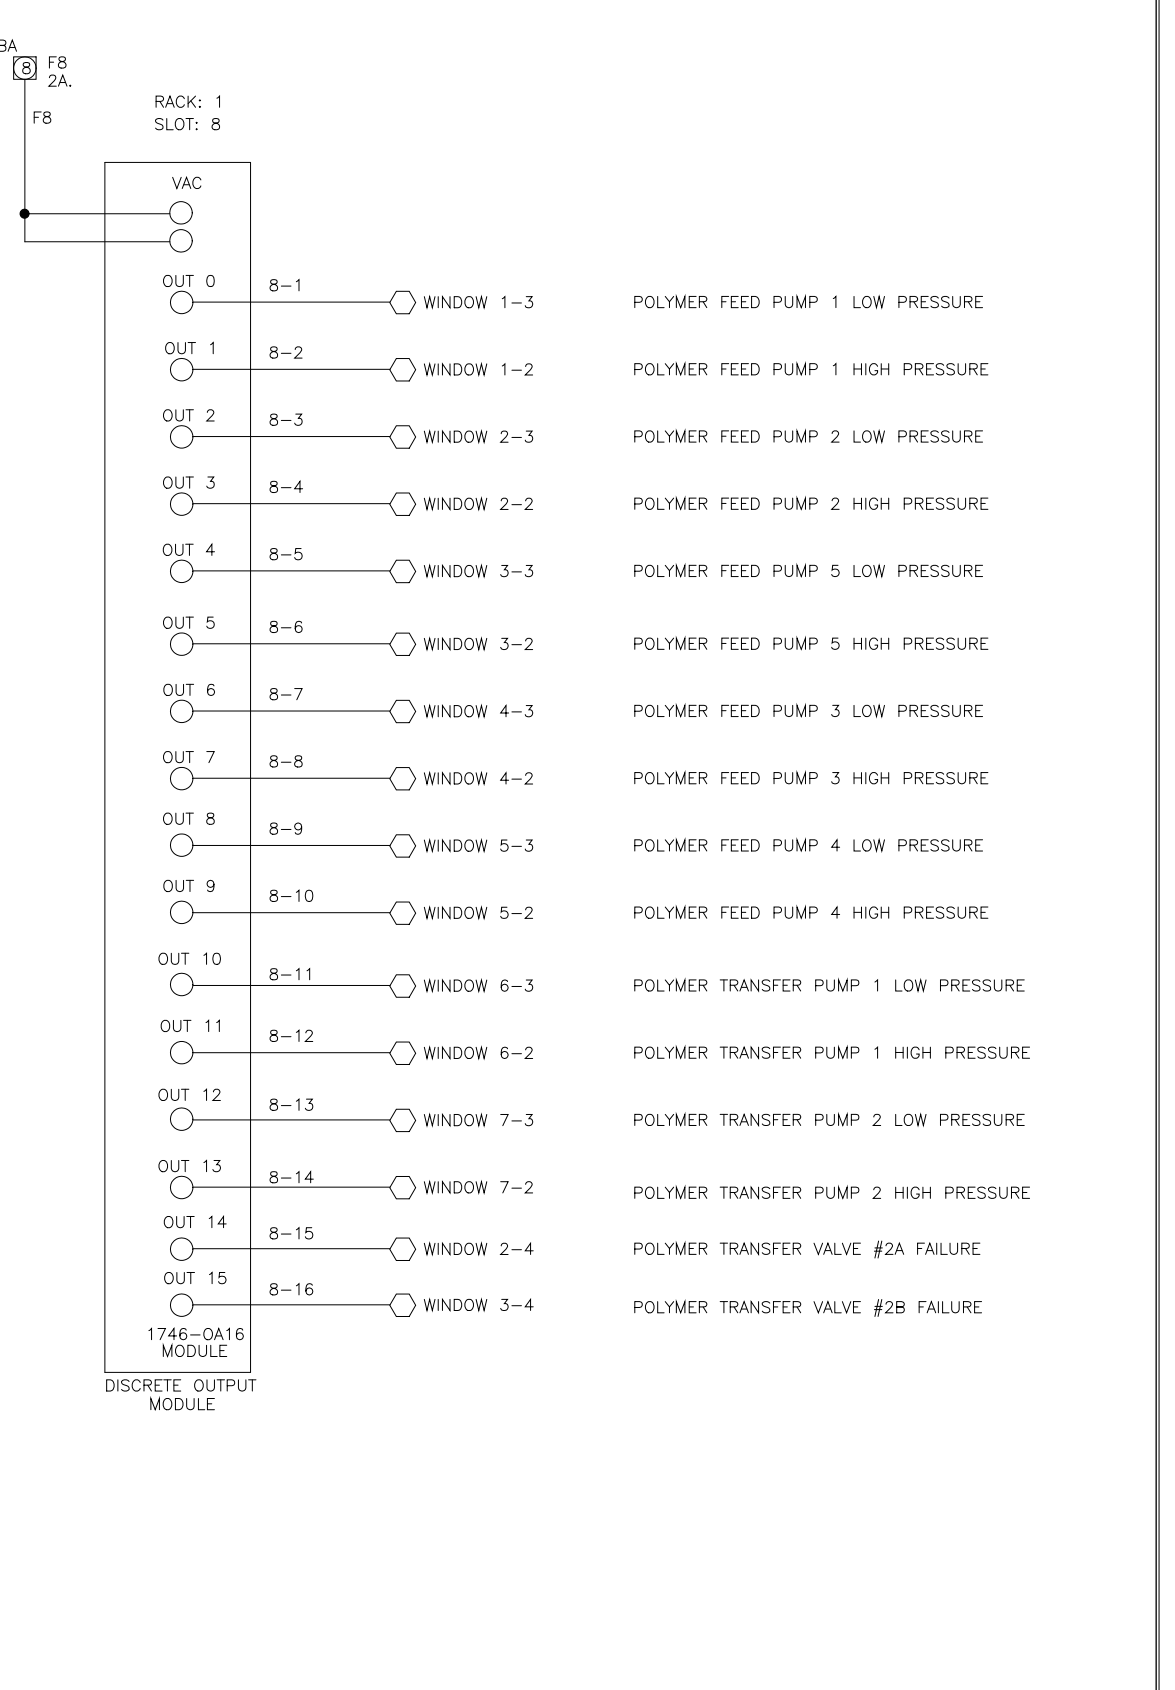 BA
8 F8
2A.
F8
RACK: 1
SLOT: 8
VAC
OUT 0 8-1 WINDOW 1-3 POLYMER FEED PUMP 1 LOW PRESSURE
OUT 1 8-2 WINDOW 1-2 POLYMER FEED PUMP 1 HIGH PRESSURE
OUT 2 8-3 WINDOW 2-3 POLYMER FEED PUMP 2 LOW PRESSURE
OUT 3 8-4 WINDOW 2-2 POLYMER FEED PUMP 2 HIGH PRESSURE
OUT 4 8-5 WINDOW 3-3 POLYMER FEED PUMP 5 LOW PRESSURE
OUT 5 8-6 WINDOW 3-2 POLYMER FEED PUMP 5 HIGH PRESSURE
OUT 6 8-7 WINDOW 4-3 POLYMER FEED PUMP 3 LOW PRESSURE
OUT 7 8-8 WINDOW 4-2 POLYMER FEED PUMP 3 HIGH PRESSURE
OUT 8 8-9 WINDOW 5-3 POLYMER FEED PUMP 4 LOW PRESSURE
OUT 9 8-10 WINDOW 5-2 POLYMER FEED PUMP 4 HIGH PRESSURE
OUT 10 8-11 WINDOW 6-3 POLYMER TRANSFER PUMP 1 LOW PRESSURE
OUT 11 8-12 WINDOW 6-2 POLYMER TRANSFER PUMP 1 HIGH PRESSURE
OUT 12 8-13 WINDOW 7-3 POLYMER TRANSFER PUMP 2 LOW PRESSURE
OUT 13 8-14 WINDOW 7-2 POLYMER TRANSFER PUMP 2 HIGH PRESSURE
OUT 14 8-15 WINDOW 2-4 POLYMER TRANSFER VALVE #2A FAILURE
OUT 15 8-16 WINDOW 3-4 POLYMER TRANSFER VALVE #2B FAILURE
1746-OA16
MODULE
DISCRETE OUTPUT
MODULE